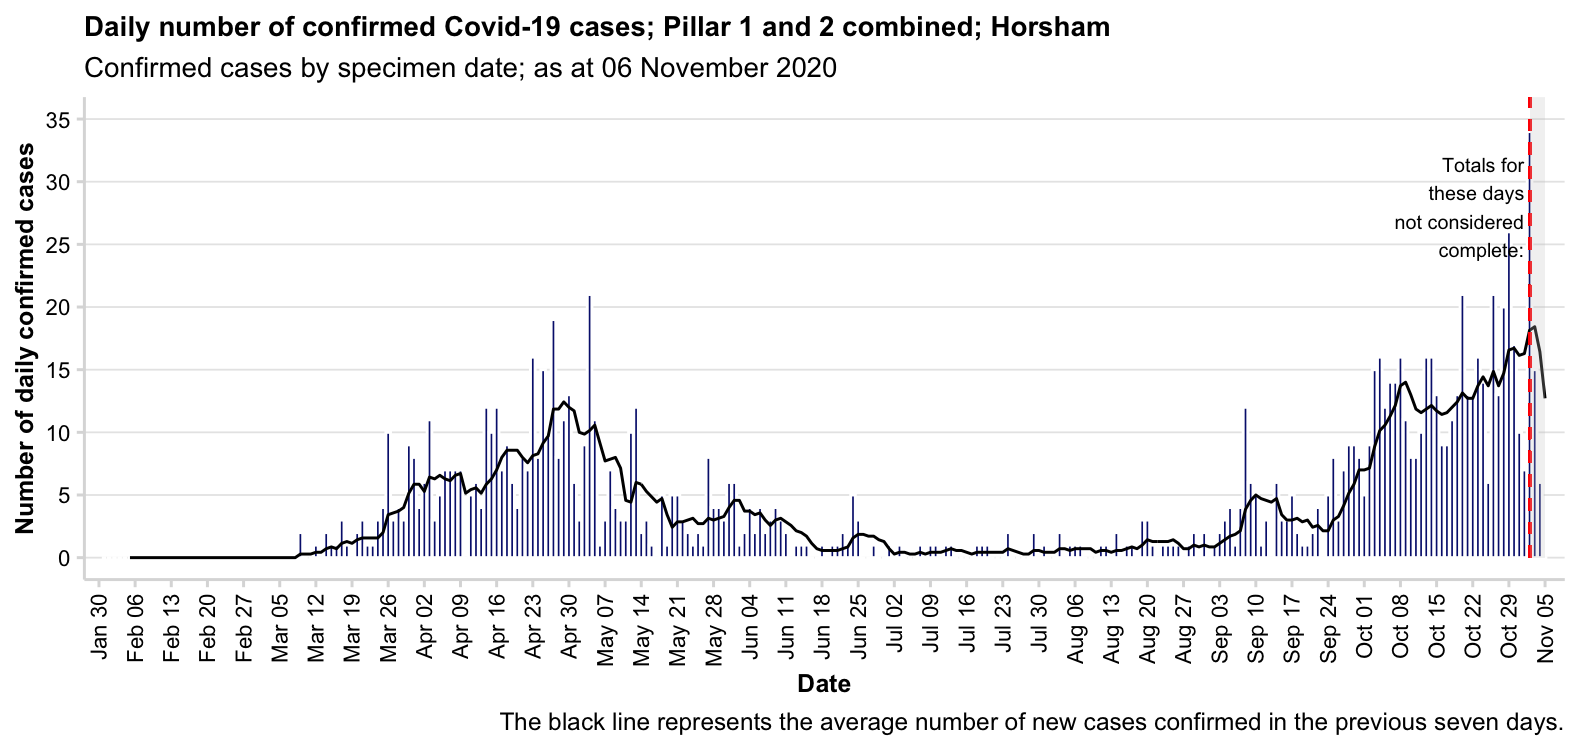 Daily number of confirmed Covid-19 cases; Pillar 1 and 2 combined; Horsham
Confirmed cases by specimen date; as at 06 November 2020
Number of daily confirmed cases
35
30
25
20
15
10
5
0
Totals for
these days
not considered
complete:
Jan 30
Feb 06
Feb 13
Feb 20
Feb 27
Mar 05
Mar 12
Mar 19
Mar 26
Apr 02
Apr 09
Apr 16
Apr 23
Apr 30
May 07
May 14
May 21
May 28
Jun 04
Jun 11
Jun 18
Jun 25
Jul 02
Jul 09
Jul 16
Jul 23
Jul 30
Aug 06
Aug 13
Aug 20
Aug 27
Sep 03
Sep 10
Sep 17
Sep 24
Oct 01
Oct 08
Oct 15
Oct 22
Oct 29
Nov 05
Date
The black line represents the average number of new cases confirmed in the previous seven days.